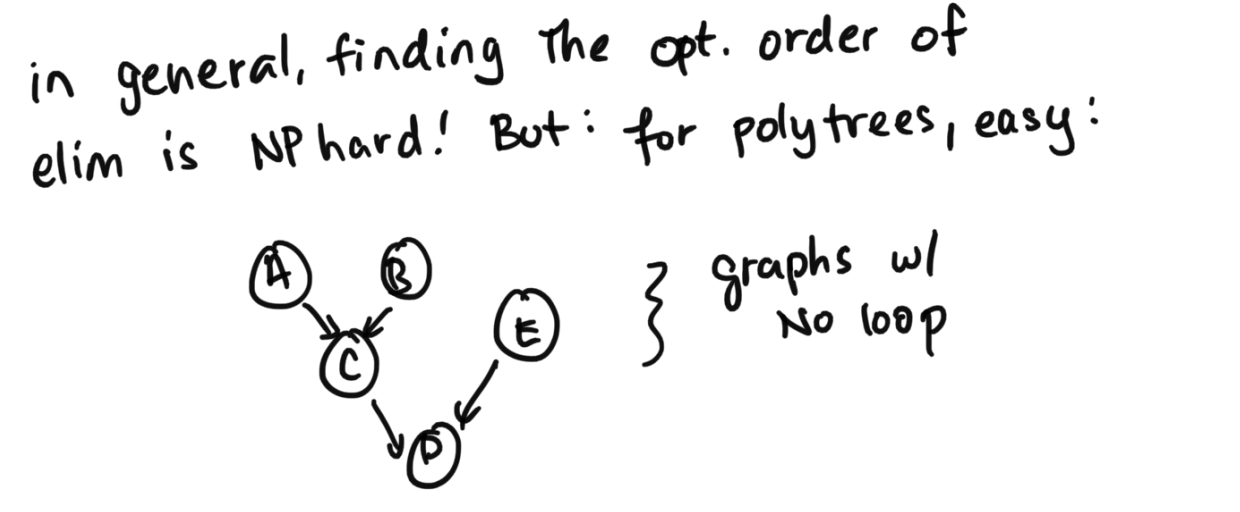 in general, finding the opt. order of
elim is NP hard! But: for polytrees, easy:
A B
E
C
D
graphs w/
No loop